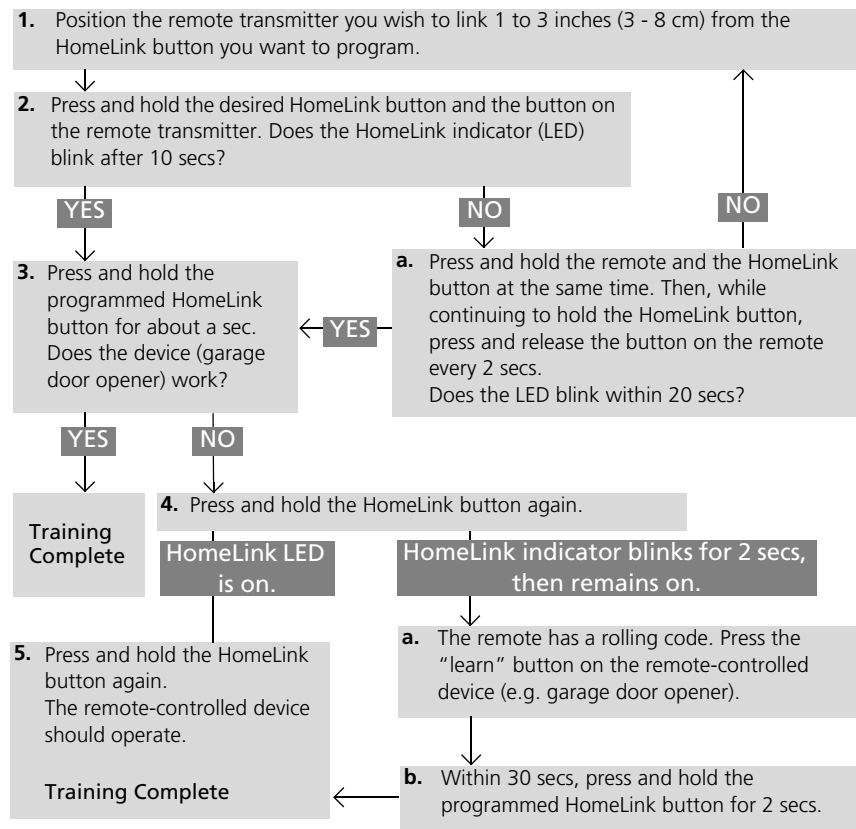 1. Position the remote transmitter you wish to link 1 to 3 inches (3 - 8 cm) from the
HomeLink button you want to program.
2. Press and hold the desired HomeLink button and the button on
the remote transmitter. Does the HomeLink indicator (LED)
blink after 10 secs?
YES
NO
NO
3. Press and hold the
programmed HomeLink
button for about a sec.
Does the device (garage
door opener) work?
YES
a. Press and hold the remote and the HomeLink
button at the same time. Then, while
continuing to hold the HomeLink button,
press and release the button on the remote
every 2 secs.
Does the LED blink within 20 secs?
YES
NO
Training
Complete
4. Press and hold the HomeLink button again.
HomeLink LED
is on.
HomeLink indicator blinks for 2 secs,
then remains on.
5. Press and hold the HomeLink
button again.
The remote-controlled device
should operate.
Training Complete
a. The remote has a rolling code. Press the
“learn” button on the remote-controlled
device (e.g. garage door opener).
b. Within 30 secs, press and hold the
programmed HomeLink button for 2 secs.